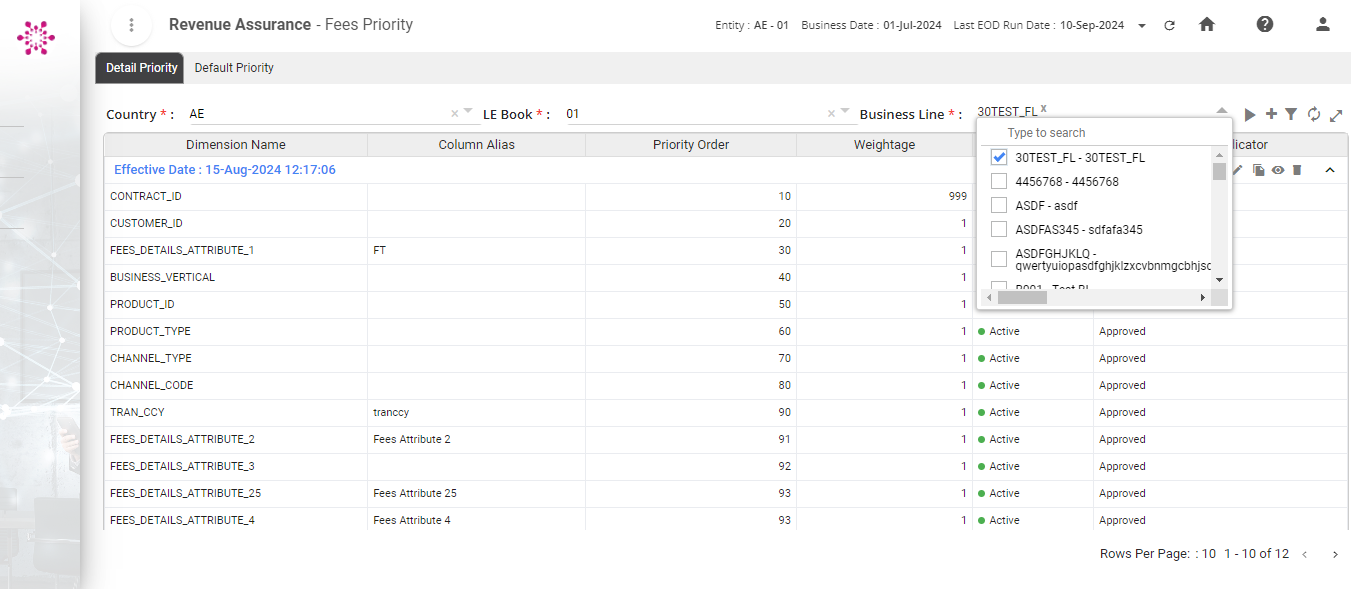 Revenue Assurance - Fees Priority
Entity : AE - 01 Business Date : 01-Jul-2024 Last EOD Run Date : 10-Sep-2024
Detail Priority Default Priority
Country * : AE × LE Book * : 01 × Business Line * : 30TEST_FL x
Dimension Name Column Alias Priority Order Weightage
Type to search
30TEST_FL - 30TEST_FL
4456768 - 4456768
ASDF - asdf
ASDFAS345 - sdfafa345
ASDFGHJKLQ -
qwertyuiopasdfghjklzxcvbnmgcbhjsc
Effective Date : 15-Aug-2024 12:17:06
CONTRACT_ID 10 999
CUSTOMER_ID 20 1
FEES_DETAILS_ATTRIBUTE_1 FT 30 1
BUSINESS_VERTICAL 40 1
PRODUCT_ID 50 1
PRODUCT_TYPE 60 1 Active Approved
CHANNEL_TYPE 70 1 Active Approved
CHANNEL_CODE 80 1 Active Approved
TRAN_CCY tranccy 90 1 Active Approved
FEES_DETAILS_ATTRIBUTE_2 Fees Attribute 2 91 1 Active Approved
FEES_DETAILS_ATTRIBUTE_3 92 1 Active Approved
FEES_DETAILS_ATTRIBUTE_25 Fees Attribute 25 93 1 Active Approved
FEES_DETAILS_ATTRIBUTE_4 Fees Attribute 4 93 1 Active Approved
Rows Per Page: : 10 1 - 10 of 12